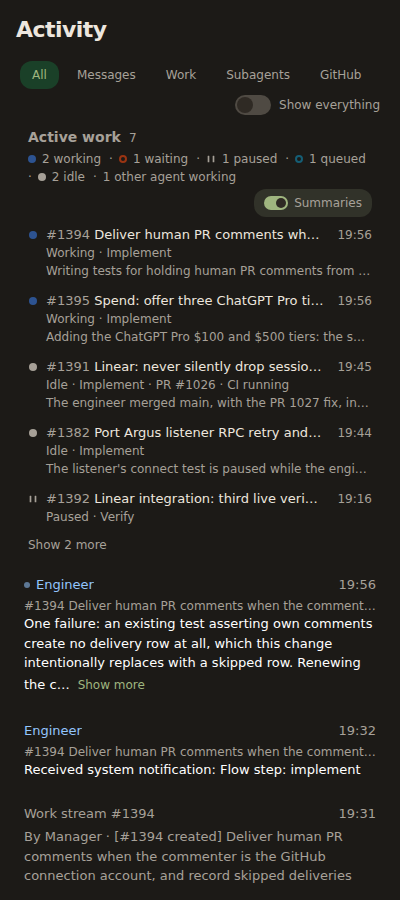 Activity
All Messages Work Subagents GitHub
Show everything
Active work 7
2 working · 1 waiting · 1 paused · 1 queued
· 2 idle · 1 other agent working
Summaries
#1394 Deliver human PR comments wh... 19:56
Working · Implement
Writing tests for holding human PR comments from ...
#1395 Spend: offer three ChatGPT Pro ti... 19:56
Working · Implement
Adding the ChatGPT Pro $100 and $500 tiers: the s...
#1391 Linear: never silently drop sessio... 19:45
Idle · Implement · PR #1026 · CI running
The engineer merged main, with the PR 1027 fix, in...
#1382 Port Argus listener RPC retry and... 19:44
Idle · Implement
The listener's connect test is paused while the engi...
#1392 Linear integration: third live veri... 19:16
Paused · Verify
Show 2 more
Engineer 19:56
#1394 Deliver human PR comments when the comment...
One failure: an existing test asserting own comments
create no delivery row at all, which this change
intentionally replaces with a skipped row. Renewing
the c... Show more
Engineer 19:32
#1394 Deliver human PR comments when the comment...
Received system notification: Flow step: implement
Work stream #1394 19:31
By Manager · [#1394 created] Deliver human PR
comments when the commenter is the GitHub
connection account, and record skipped deliveries